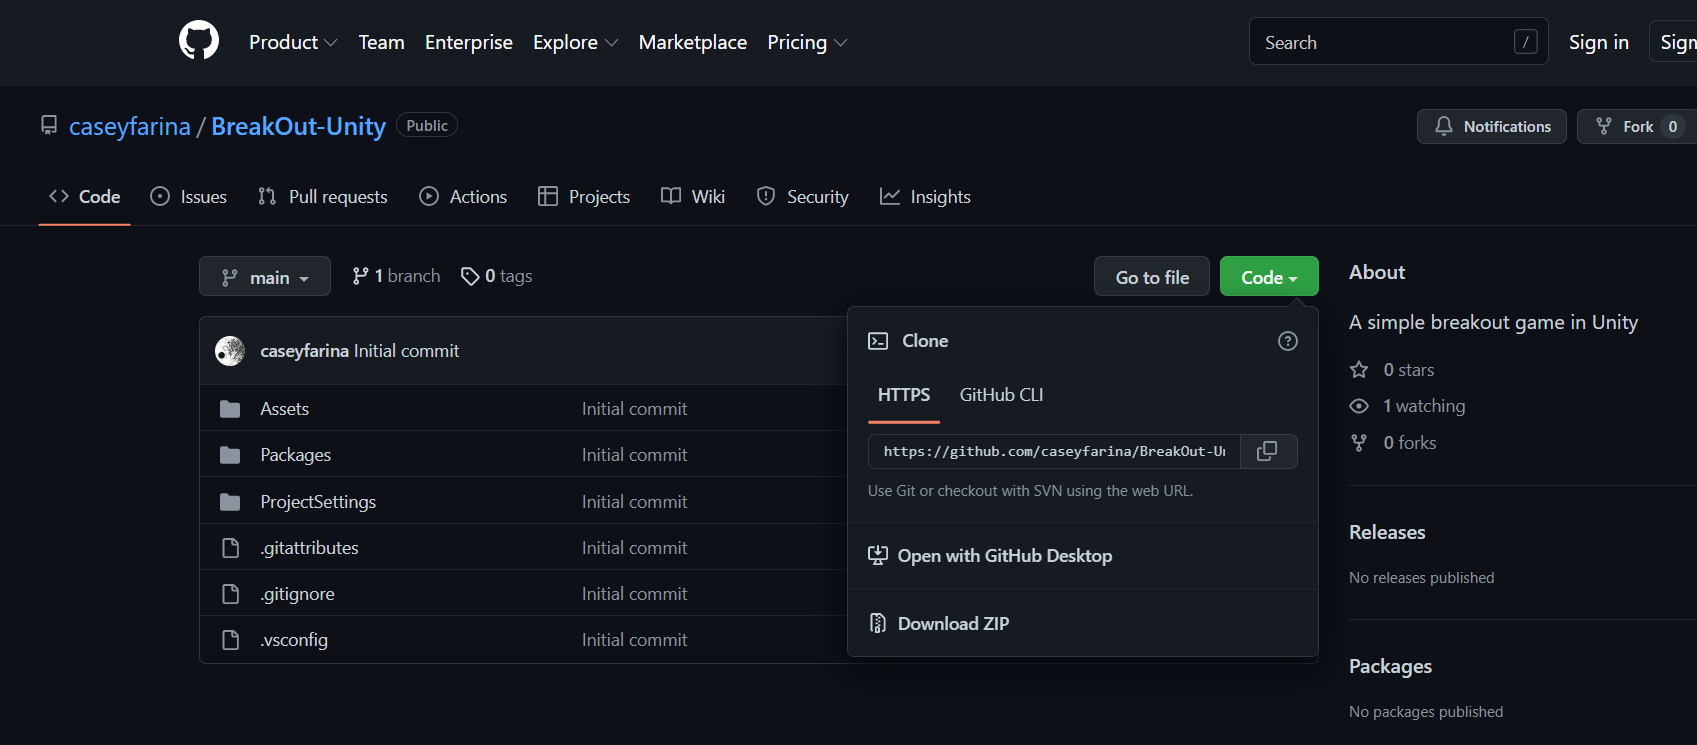 Product Team Enterprise Explore Marketplace Pricing Search / Sign in Sign
caseyfarina / BreakOut-Unity Public Notifications Fork 0
Code Issues Pull requests Actions Projects Wiki Security Insights
main 1 branch 0 tags Go to file Code
caseyfarina Initial commit
Assets Initial commit
Packages Initial commit
ProjectSettings Initial commit
.gitattributes Initial commit
.gitignore Initial commit
.vsconfig Initial commit
Clone ?
HTTPS GitHub CLI
https://github.com/caseyfarina/BreakOut-Un
Use Git or checkout with SVN using the web URL.
Open with GitHub Desktop
Download ZIP
About
A simple breakout game in Unity
0 stars
1 watching
0 forks
Releases
No releases published
Packages
No packages published